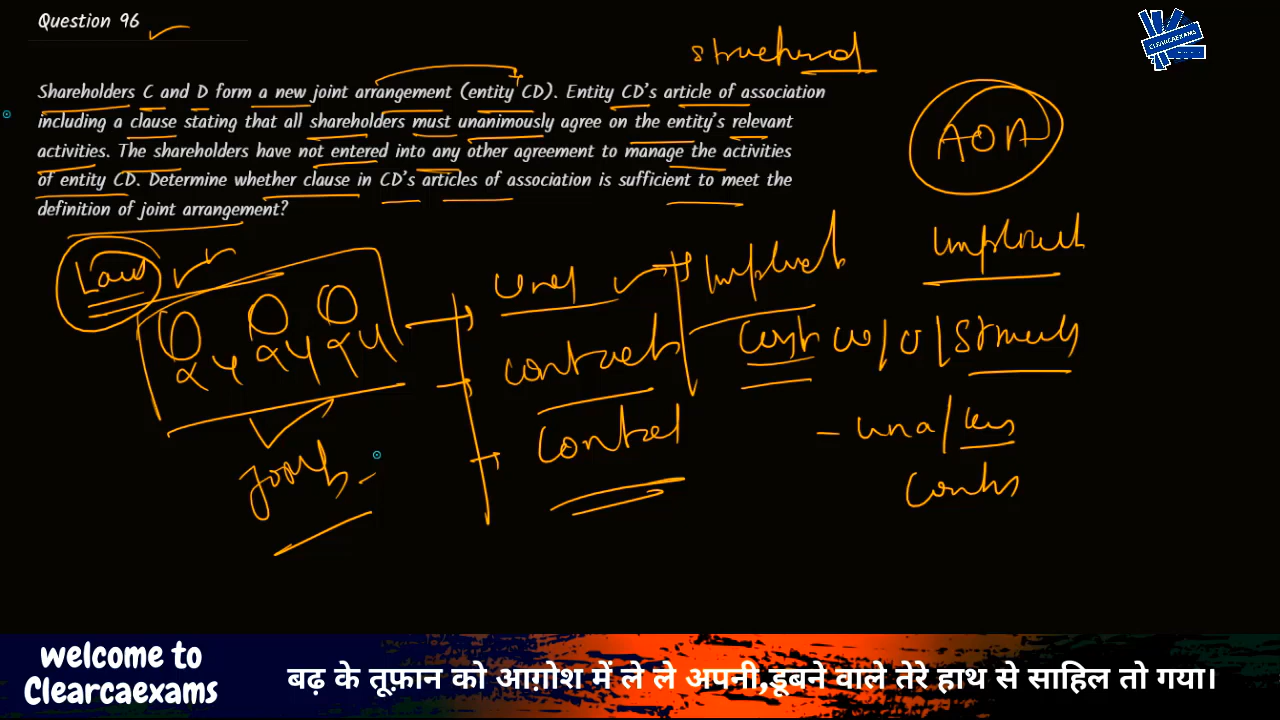 Question 96
CLEARCAEXAMS
structured
Shareholders C and D form a new joint arrangement (entity CD). Entity CD's article of association
including a clause stating that all shareholders must unanimously agree on the entity's relevant
activities. The shareholders have not entered into any other agreement to manage the activities
of entity CD. Determine whether clause in CD's articles of association is sufficient to meet the
definition of joint arrangement?
AOA
Law
contract
control
welcome to
Clearcaexams
बढ़ के तूफ़ान को आग़ोश में ले ले अपनी,डूबने वाले तेरे हाथ से साहिल तो गया।